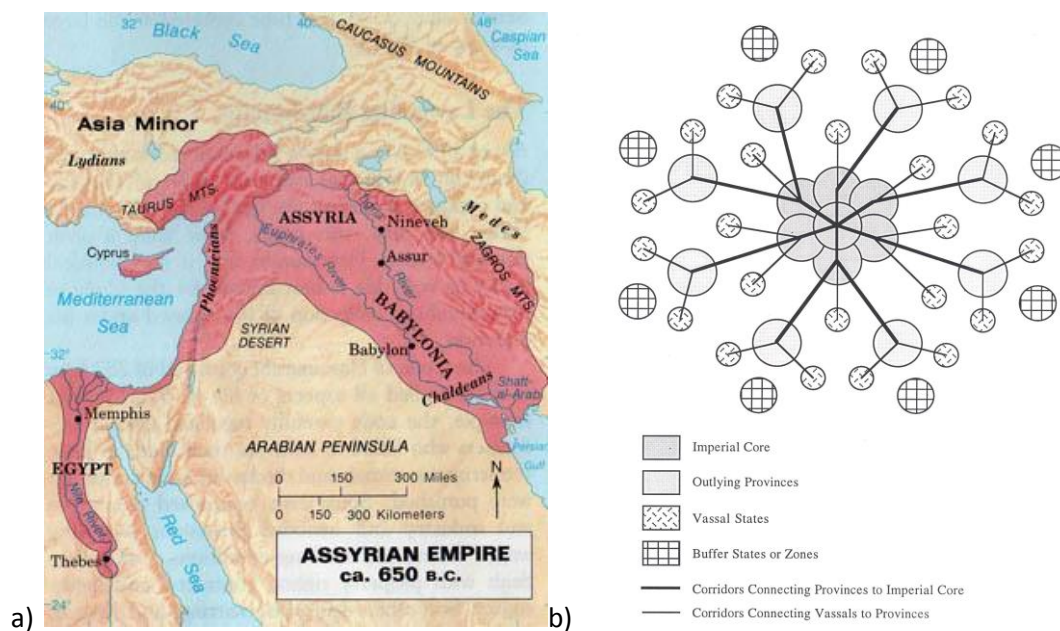 32°
Black Sea
40°
CAUCASUS MOUNTAINS
48°
Caspian
Sea
40°
Asia Minor
Lydians
TAURUS MTS.
ASSYRIA
Tigris
Nineveh
Medes
ZAGROS MTS.
Cyprus
Phoenicians
Euphrates River
Assur
River
Mediterranean
Sea
BABYLONIA
SYRIAN
DESERT
Babylon
Chaldeans
32°
Shatt-
al-Arab
Memphis
Persian
Gulf
ARABIAN PENINSULA
EGYPT
Nile River
Red Sea
Thebes
0 150 300 Miles
0 150 300 Kilometers
N
ASSYRIAN EMPIRE
ca. 650 B.C.
24°
a)
Imperial Core
Outlying Provinces
Vassal States
Buffer States or Zones
Corridors Connecting Provinces to Imperial Core
Corridors Connecting Vassals to Provinces
b)